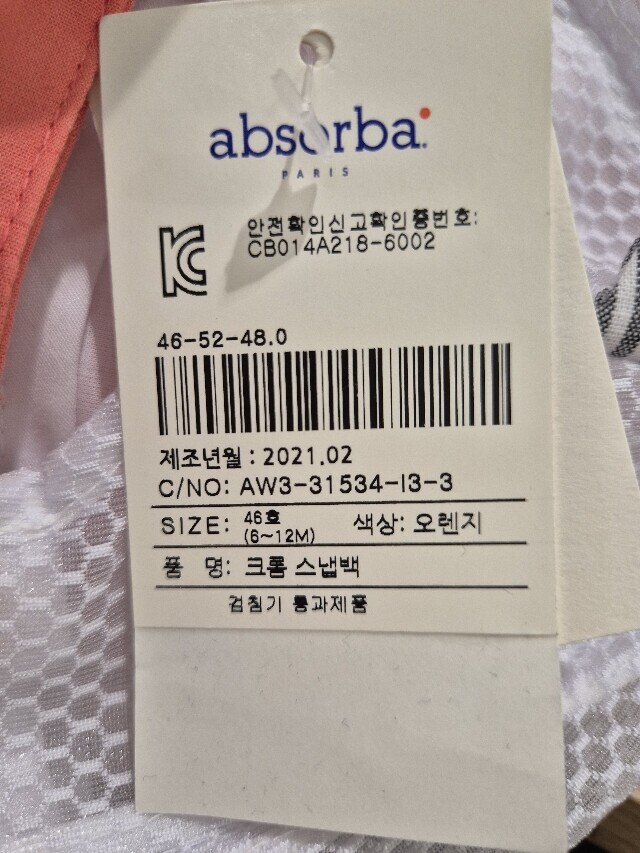 absorba.
PARIS
안전확인신고확인증번호:
CB014A218-6002
46-52-48.0
제조년월 : 2021.02
C/NO: AW3-31534-I3-3
SIZE: 46호 (6~12M) 색상: 오렌지
품 명: 크롬 스냅백
검침기 통과제품